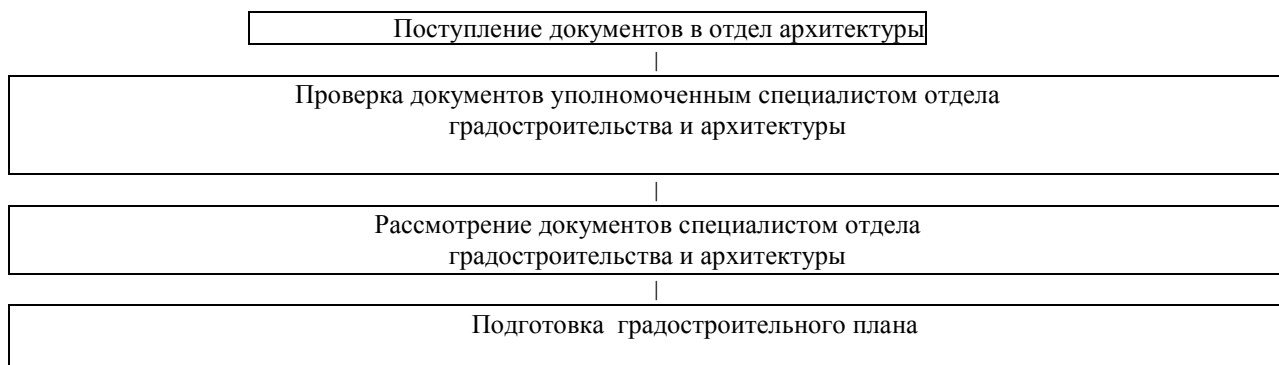 Поступление документов в отдел архитектуры
|
Проверка документов уполномоченным специалистом отдела
градостроительства и архитектуры
|
Рассмотрение документов специалистом отдела
градостроительства и архитектуры
|
Подготовка  градостроительного плана